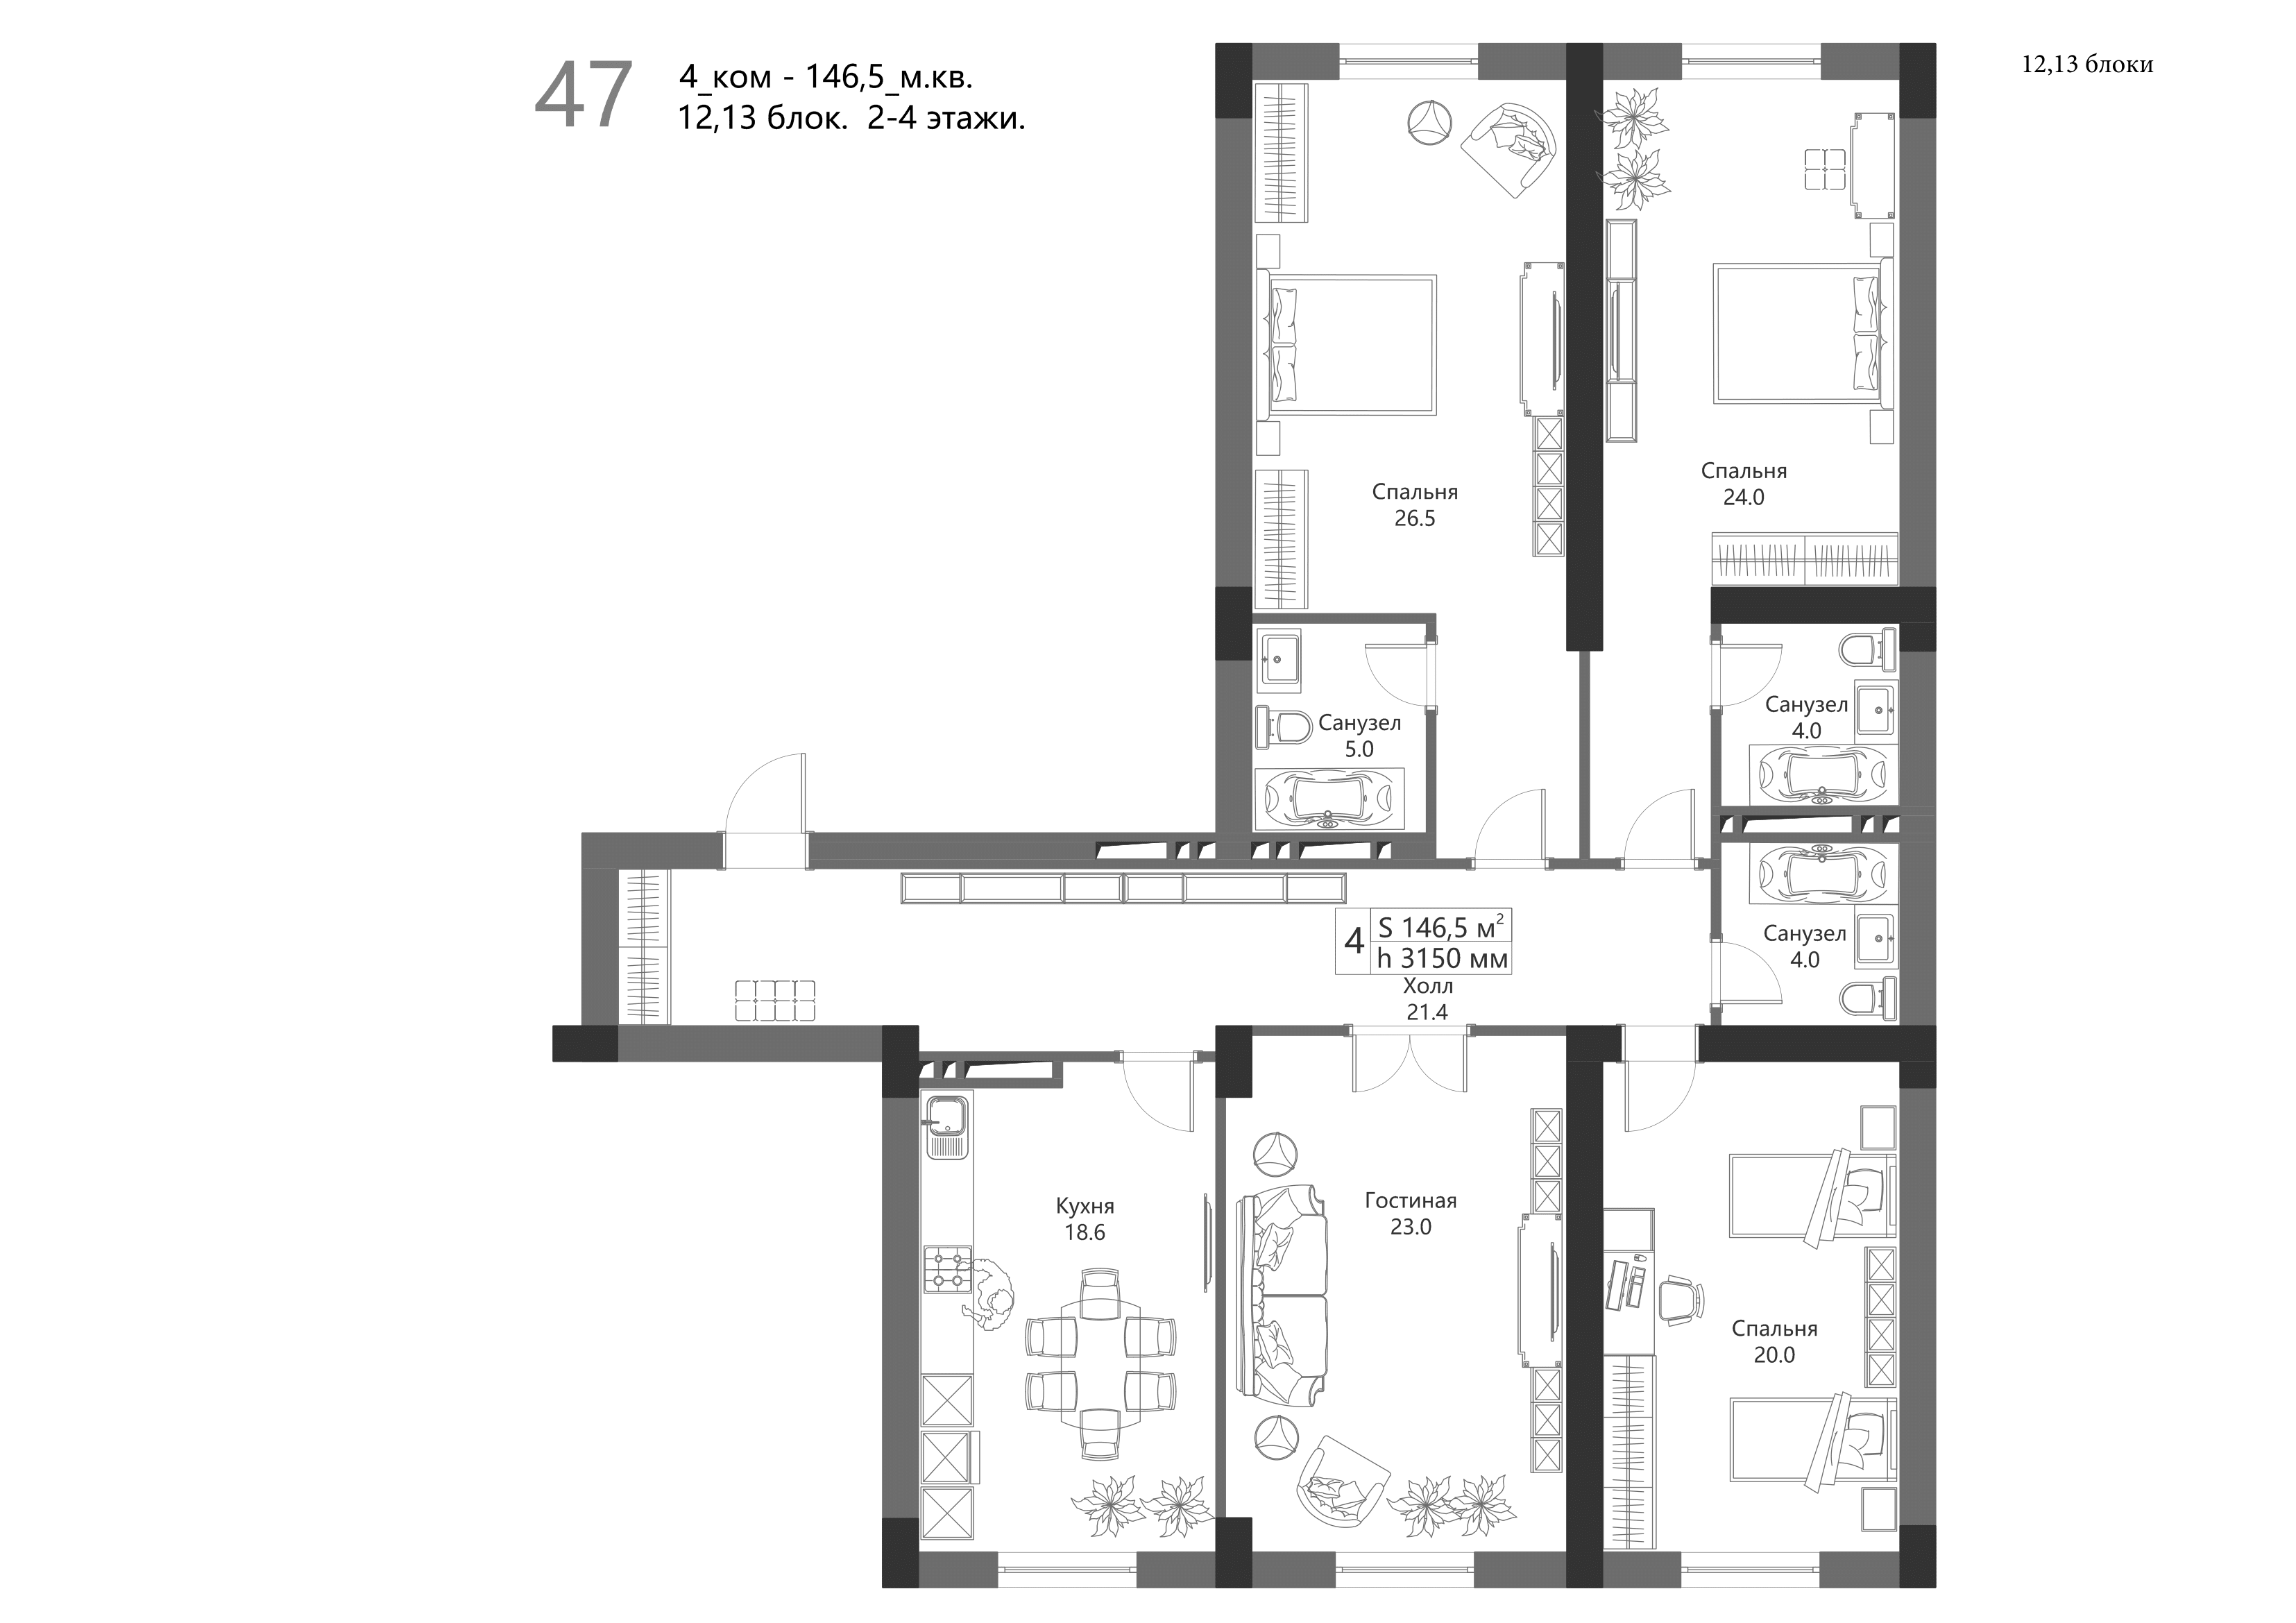 47
4_ком - 146,5_м.кв.
12,13 блок. 2-4 этажи.
12,13 блоки
Спальня
26.5
Спальня
24.0
Санузел
5.0
Санузел
4.0
4
S 146,5 м²
h 3150 мм
Холл
21.4
Санузел
4.0
Кухня
18.6
Гостиная
23.0
Спальня
20.0